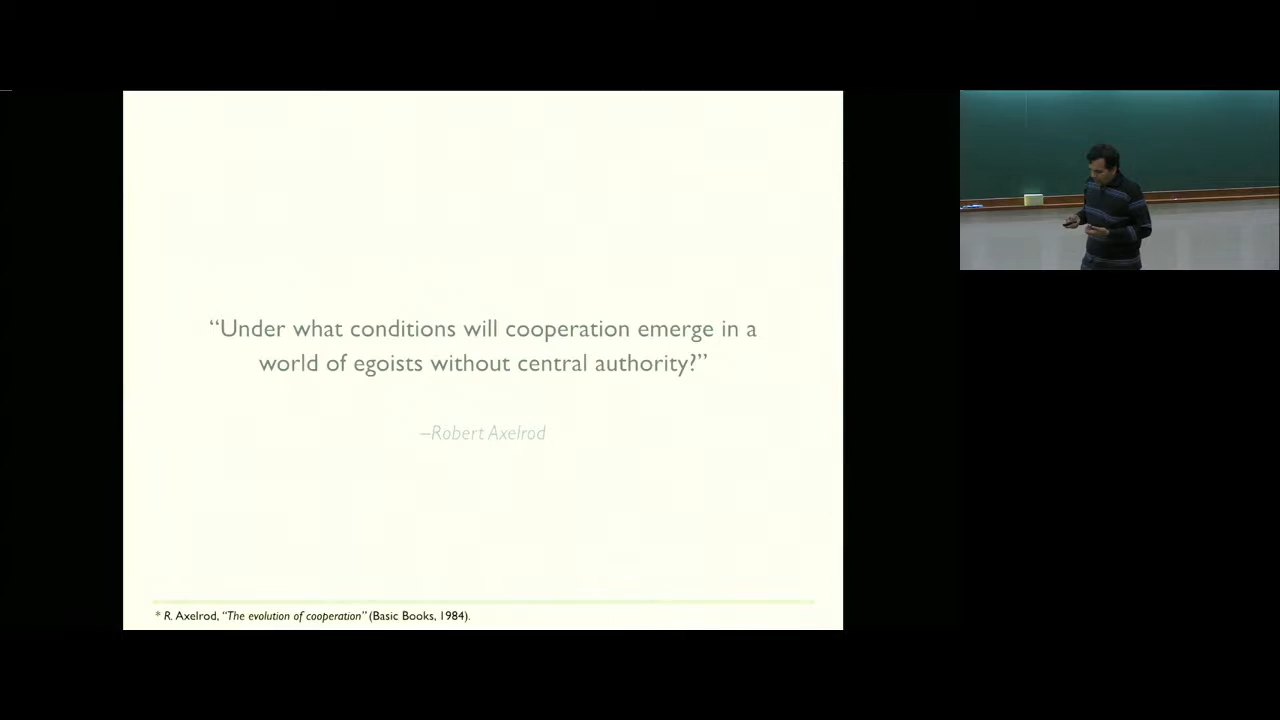 “Under what conditions will cooperation emerge in a
world of egoists without central authority?”
–Robert Axelrod
* R. Axelrod, “The evolution of cooperation” (Basic Books, 1984).